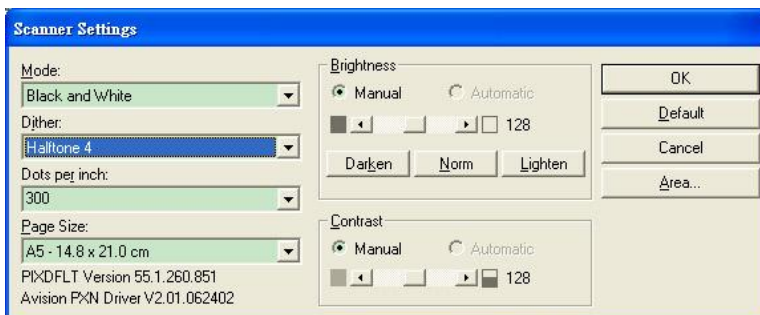 Scanner Settings
Mode:
Black and White
Dither:
Halftone 4
Dots per inch:
300
Page Size:
A5 - 14.8 x 21.0 cm
PIXDFLT Version 55.1.260.851
Avision PXN Driver V2.01.062402
Brightness
Manual Automatic
128
Darken Norm Lighten
Contrast
Manual Automatic
128
OK
Default
Cancel
Area...